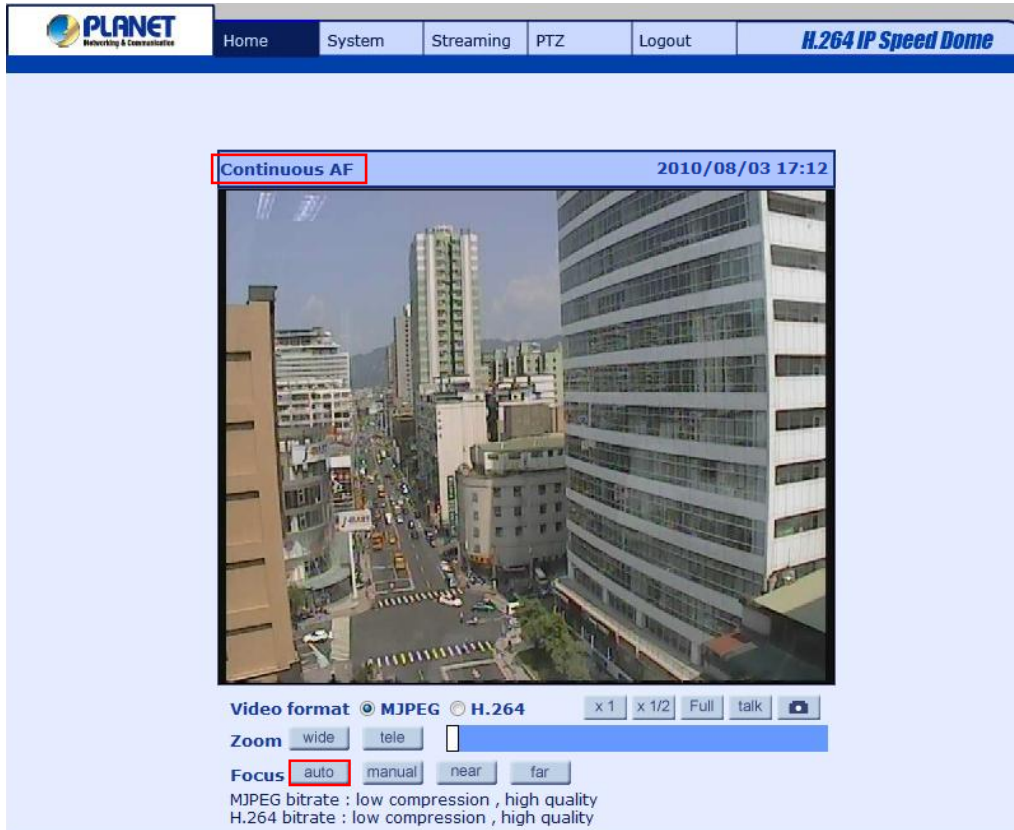 PLANET
Networking & Communication
Home System Streaming PTZ Logout H.264 IP Speed Dome
Continuous AF 2010/08/03 17:12
J-MART
Video format MJPEG H.264 x 1 x 1/2 Full talk
Zoom wide tele
Focus auto manual near far
MJPEG bitrate : low compression , high quality
H.264 bitrate : low compression , high quality